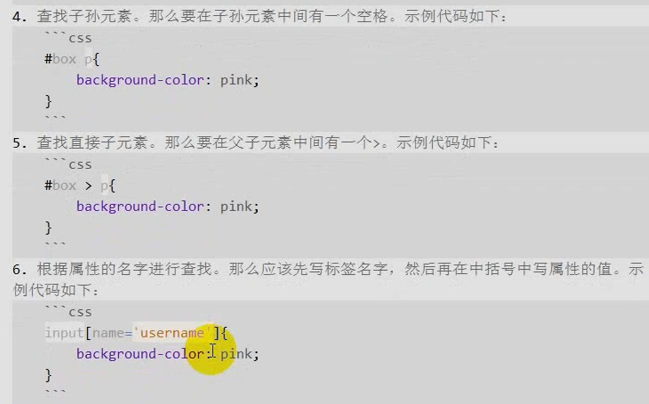 4. 查找子孙元素。那么要在子孙元素中间有一个空格。示例代码如下:
```css
#box p{
background-color: pink;
}
```
5. 查找直接子元素。那么要在父子元素中间有一个>。示例代码如下:
```css
#box > p{
background-color: pink;
}
```
6. 根据属性的名字进行查找。那么应该先写标签名字，然后再在中括号中写属性的值。示
例代码如下:
```css
input[name='username']{
background-color: pink;
}
```